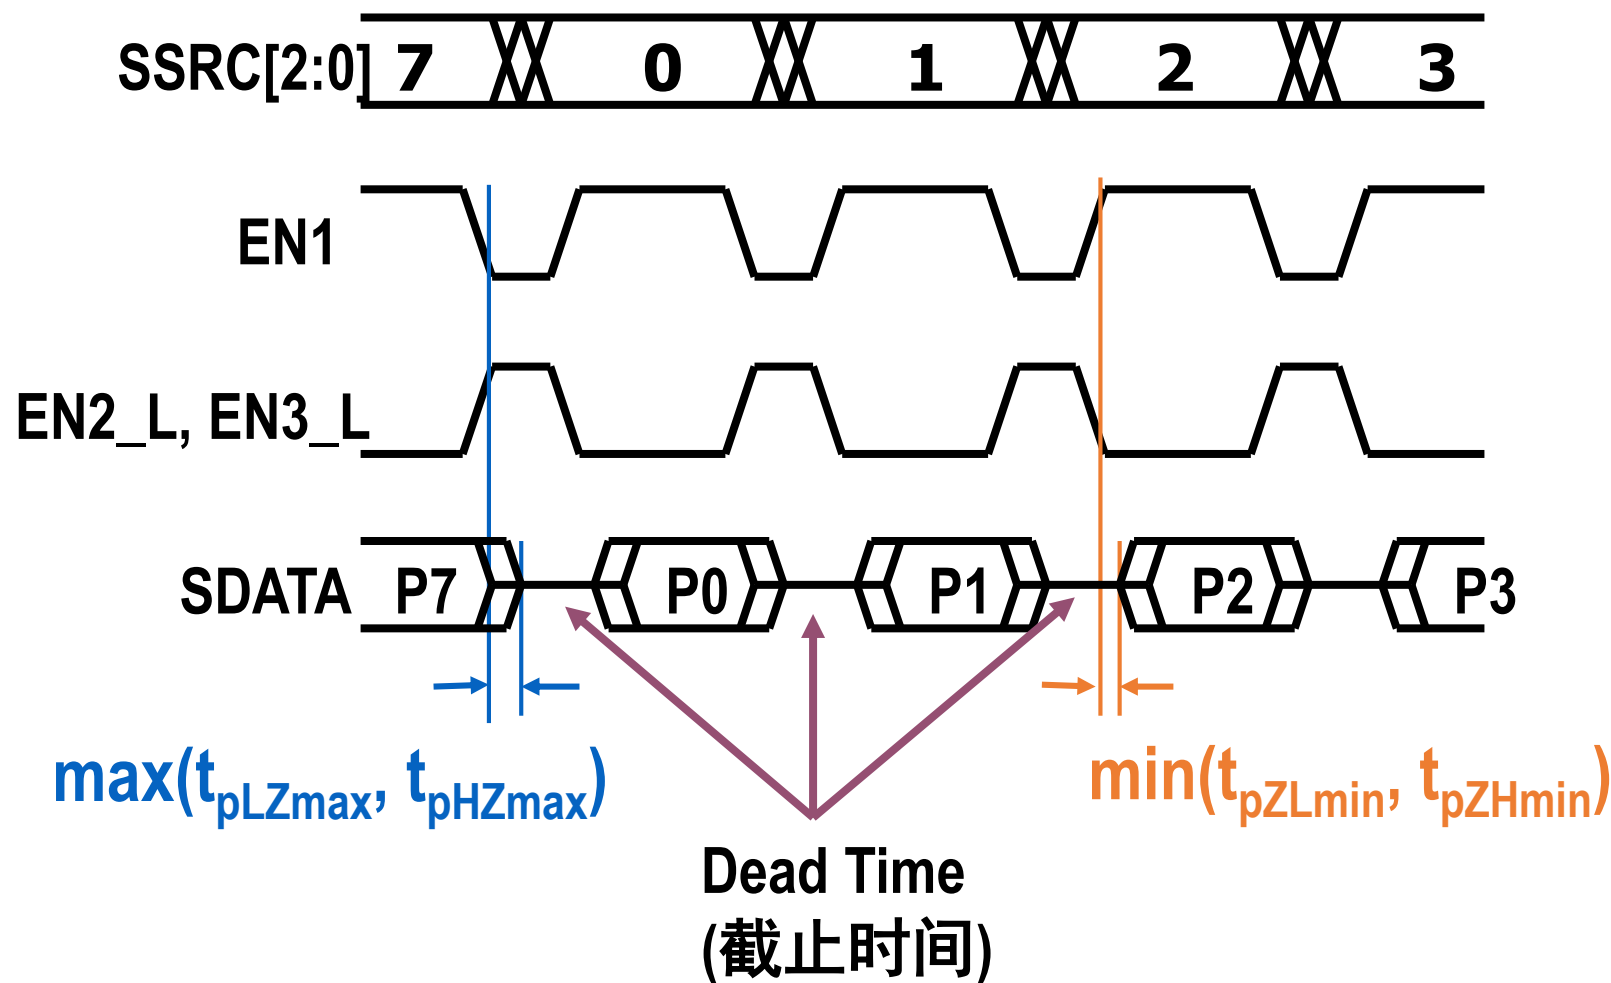 SSRC[2:0] 7 0 1 2 3
EN1
EN2_L, EN3_L
SDATA P7 P0 P1 P2 P3
max(tpLZmax, tpHZmax) min(tpZLmin, tpZHmin)
Dead Time
(截止时间)